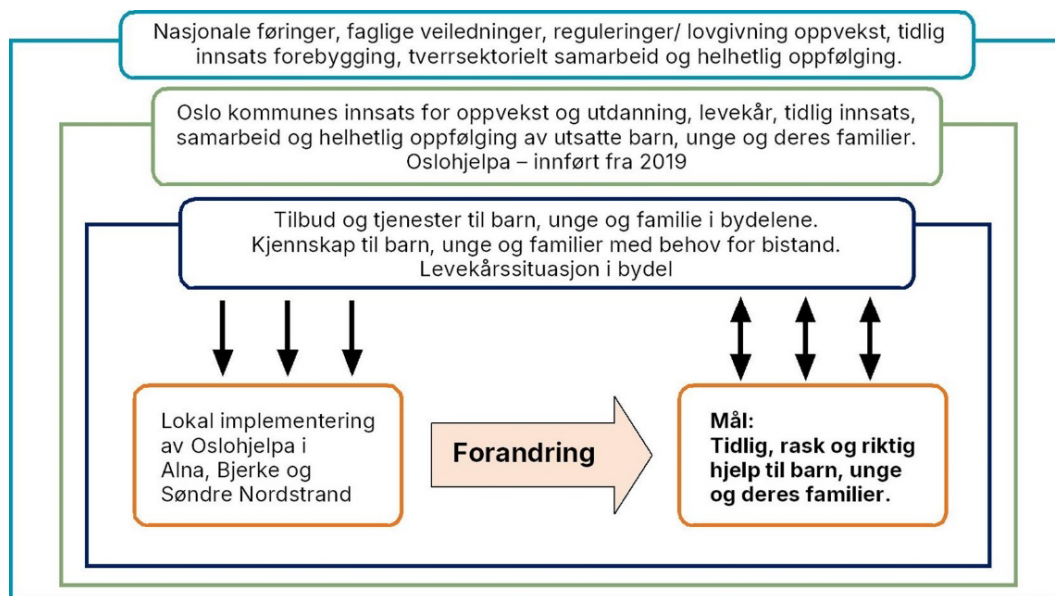 Nasjonale føringer, faglige veiledninger, reguleringer/ lovgivning oppvekst, tidlig
innsats forebygging, tverrsektorielt samarbeid og helhetlig oppfølging.
Oslo kommunes innsats for oppvekst og utdanning, levekår, tidlig innsats,
samarbeid og helhetlig oppfølging av utsatte barn, unge og deres familier.
Oslohjelpa – innført fra 2019
Tilbud og tjenester til barn, unge og familie i bydelene.
Kjennskap til barn, unge og familier med behov for bistand.
Levekårssituasjon i bydel
Lokal implementering
av Oslohjelpa i
Alna, Bjerke og
Søndre Nordstrand
Forandring
Mål:
Tidlig, rask og riktig
hjelp til barn, unge
og deres familier.